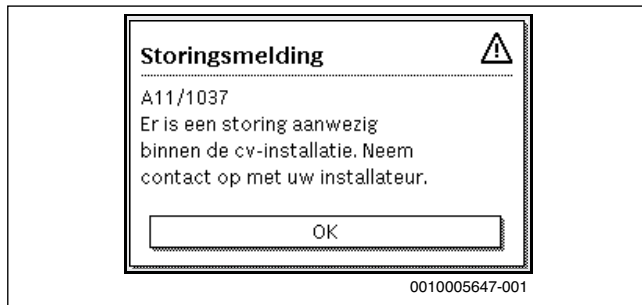 Storingsmelding
A11/1037
Er is een storing aanwezig
binnen de cv-installatie. Neem
contact op met uw installateur.
OK
0010005647-001